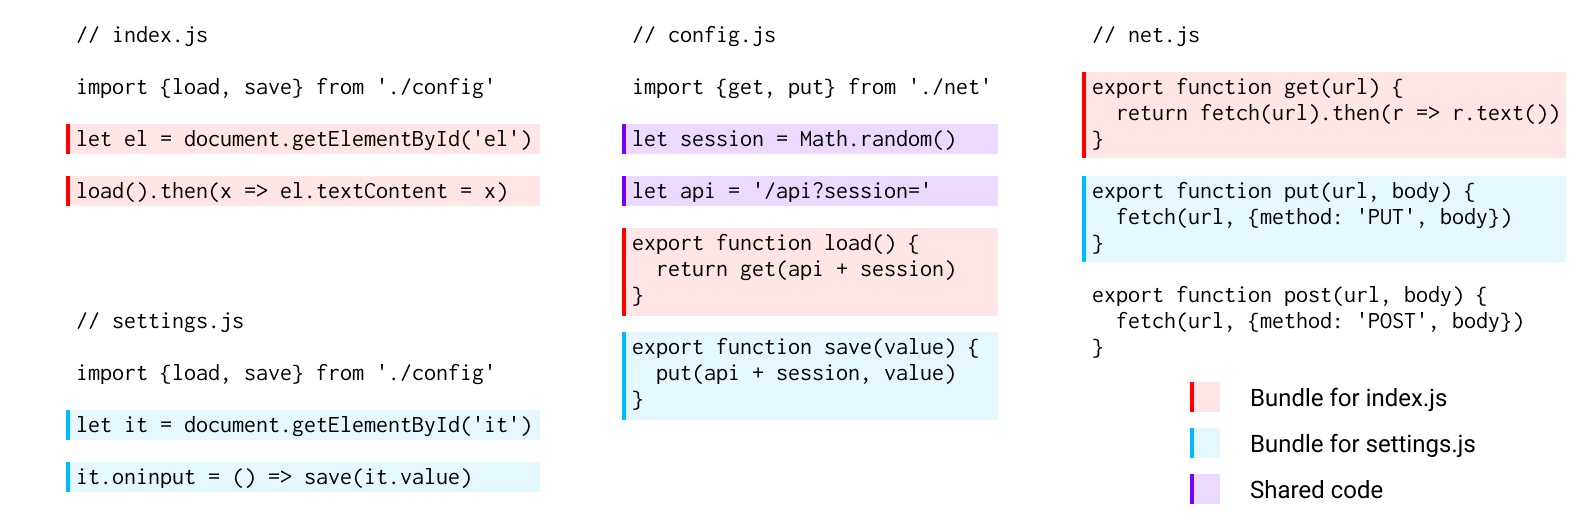 // index.js
import {load, save} from './config'
let el = document.getElementById('el')
load().then(x => el.textContent = x)
// settings.js
import {load, save} from './config'
let it = document.getElementById('it')
it.oninput = () => save(it.value)
// config.js
import {get, put} from './net'
let session = Math.random()
let api = '/api?session='
export function load() {
  return get(api + session)
}
export function save(value) {
  put(api + session, value)
}
// net.js
export function get(url) {
  return fetch(url).then(r => r.text())
}
export function put(url, body) {
  fetch(url, {method: 'PUT', body})
}
export function post(url, body) {
  fetch(url, {method: 'POST', body})
}
Bundle for index.js
Bundle for settings.js
Shared code